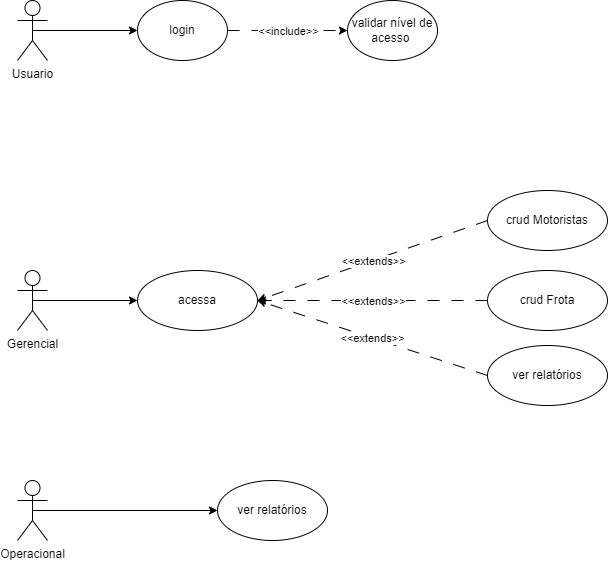 login
<<include>>
validar nível de
acesso
Usuario
crud Motoristas
<<extends>>
acessa
<<extends>>
crud Frota
<<extends>>
Gerencial
ver relatórios
ver relatórios
Operacional